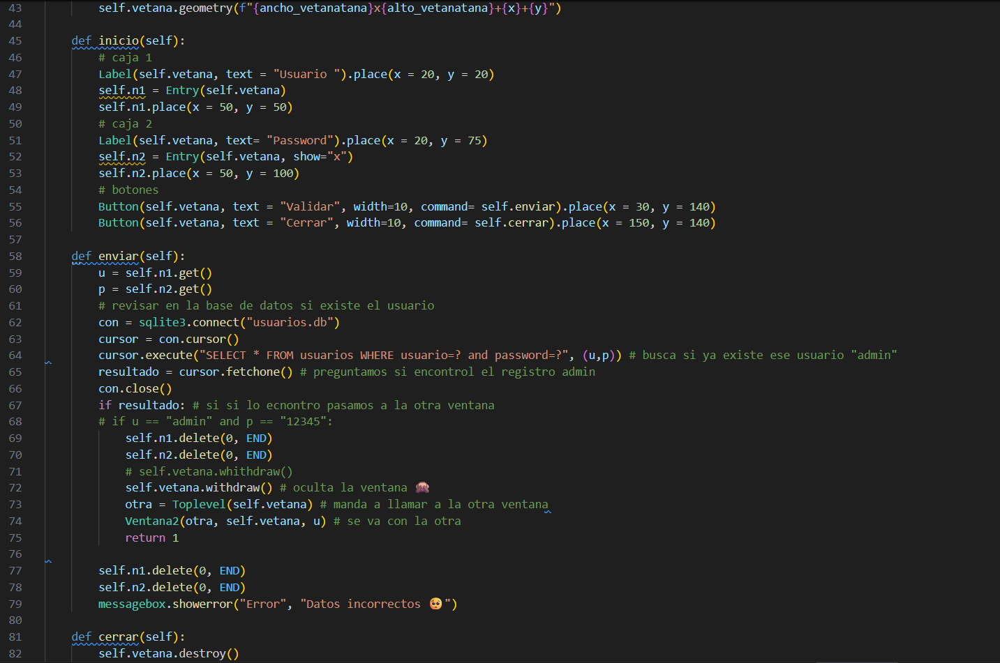 43 self.vetana.geometry(f"{ancho_vetanatana}x{alto_vetanatana}+{x}+{y}")
44
45 def inicio(self):
46 # caja 1
47 Label(self.vetana, text = "Usuario ").place(x = 20, y = 20)
48 self.n1 = Entry(self.vetana)
49 self.n1.place(x = 50, y = 50)
50 # caja 2
51 Label(self.vetana, text= "Password").place(x = 20, y = 75)
52 self.n2 = Entry(self.vetana, show="x")
53 self.n2.place(x = 50, y = 100)
54 # botones
55 Button(self.vetana, text = "Validar", width=10, command= self.enviar).place(x = 30, y = 140)
56 Button(self.vetana, text = "Cerrar", width=10, command= self.cerrar).place(x = 150, y = 140)
57
58 def enviar(self):
59 u = self.n1.get()
60 p = self.n2.get()
61 # revisar en la base de datos si existe el usuario
62 con = sqlite3.connect("usuarios.db")
63 cursor = con.cursor()
64 cursor.execute("SELECT * FROM usuarios WHERE usuario=? and password=?", (u,p)) # busca si ya existe ese usuario "admin"
65 resultado = cursor.fetchone() # preguntamos si encontrol el registro admin
66 con.close()
67 if resultado: # si si lo ecnontro pasamos a la otra ventana
68 # if u == "admin" and p == "12345":
69 self.n1.delete(0, END)
70 self.n2.delete(0, END)
71 # self.vetana.whithdraw()
72 self.vetana.withdraw() # oculta la ventana 🙈
73 otra = Toplevel(self.vetana) # manda a llamar a la otra ventana
74 Ventana2(otra, self.vetana, u) # se va con la otra
75 return 1
76
77 self.n1.delete(0, END)
78 self.n2.delete(0, END)
79 messagebox.showerror("Error", "Datos incorrectos 🥺")
80
81 def cerrar(self):
82 self.vetana.destroy()